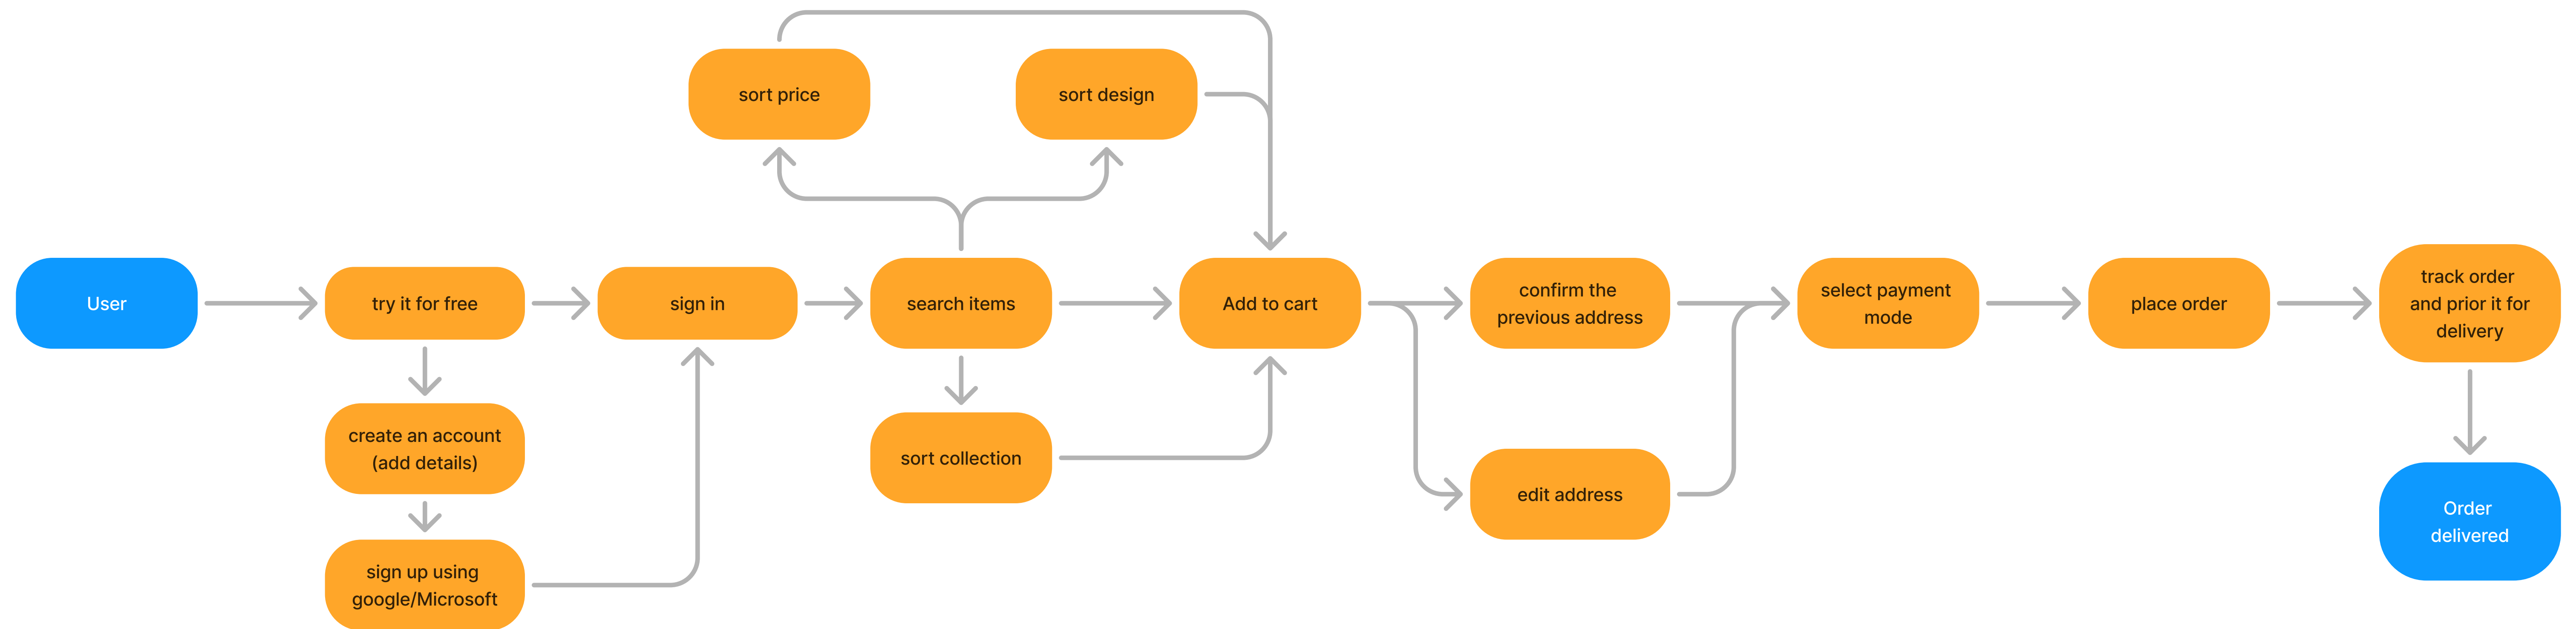 sort price
sort design
User
try it for free
sign in
search items
Add to cart
confirm the
previous address
select payment
mode
place order
track order
and prior it for
delivery
create an account
(add details)
sort collection
edit address
Order
delivered
sign up using
google/Microsoft